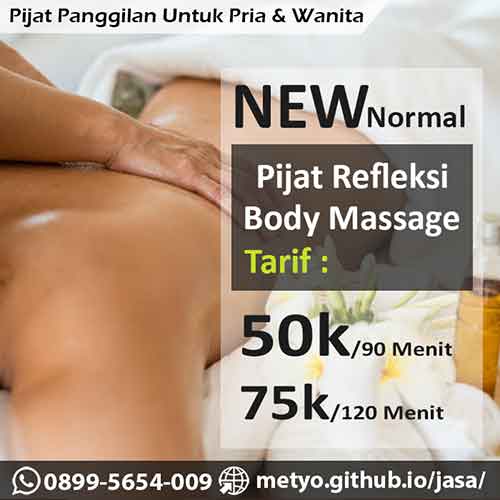 Pijat Panggilan Untuk Pria & Wanita
NEW Normal
Pijat Refleksi
Body Massage
Tarif :
50k/90 Menit
75k/120 Menit
0899-5654-009 metyo.github.io/jasa/